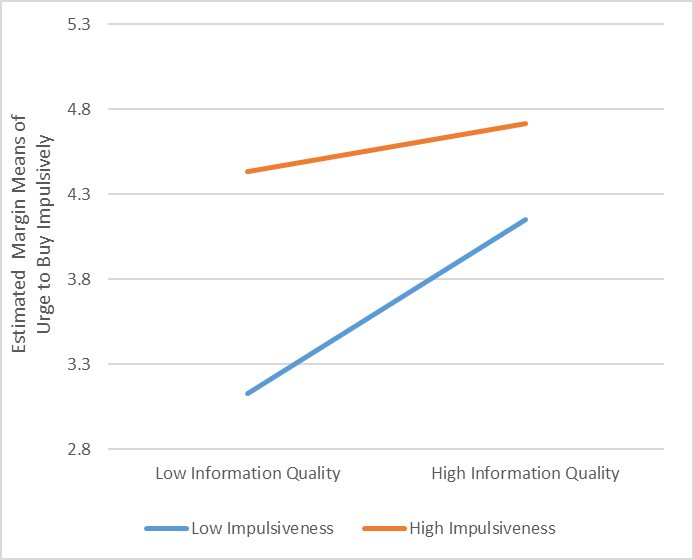 5.3
4.8
4.3
3.8
3.3
2.8
Estimated Margin Means of
Urge to Buy Impulsively
Low Information Quality
High Information Quality
Low Impulsiveness
High Impulsiveness